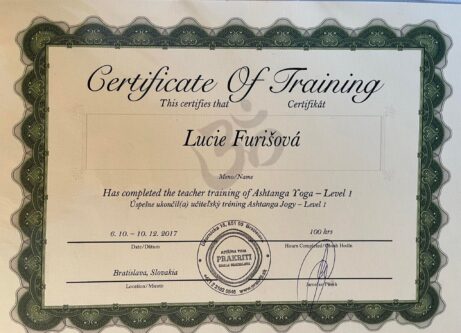 Certificate Of Training
This certifies that Certifikát
Lucie Furišová
Meno/Name
Has completed the teacher training of Ashtanga Yoga – Level 1
Úspešne ukončil(a) učiteľský tréning Ashtanga Jogy – Level 1
6. 10. – 10. 12. 2017
100 hrs
Date/Dátum
Hours Completed/
Hodín
PRAKRITI
Bratislava, Slovakia
Location/Miesto
Jaroslav